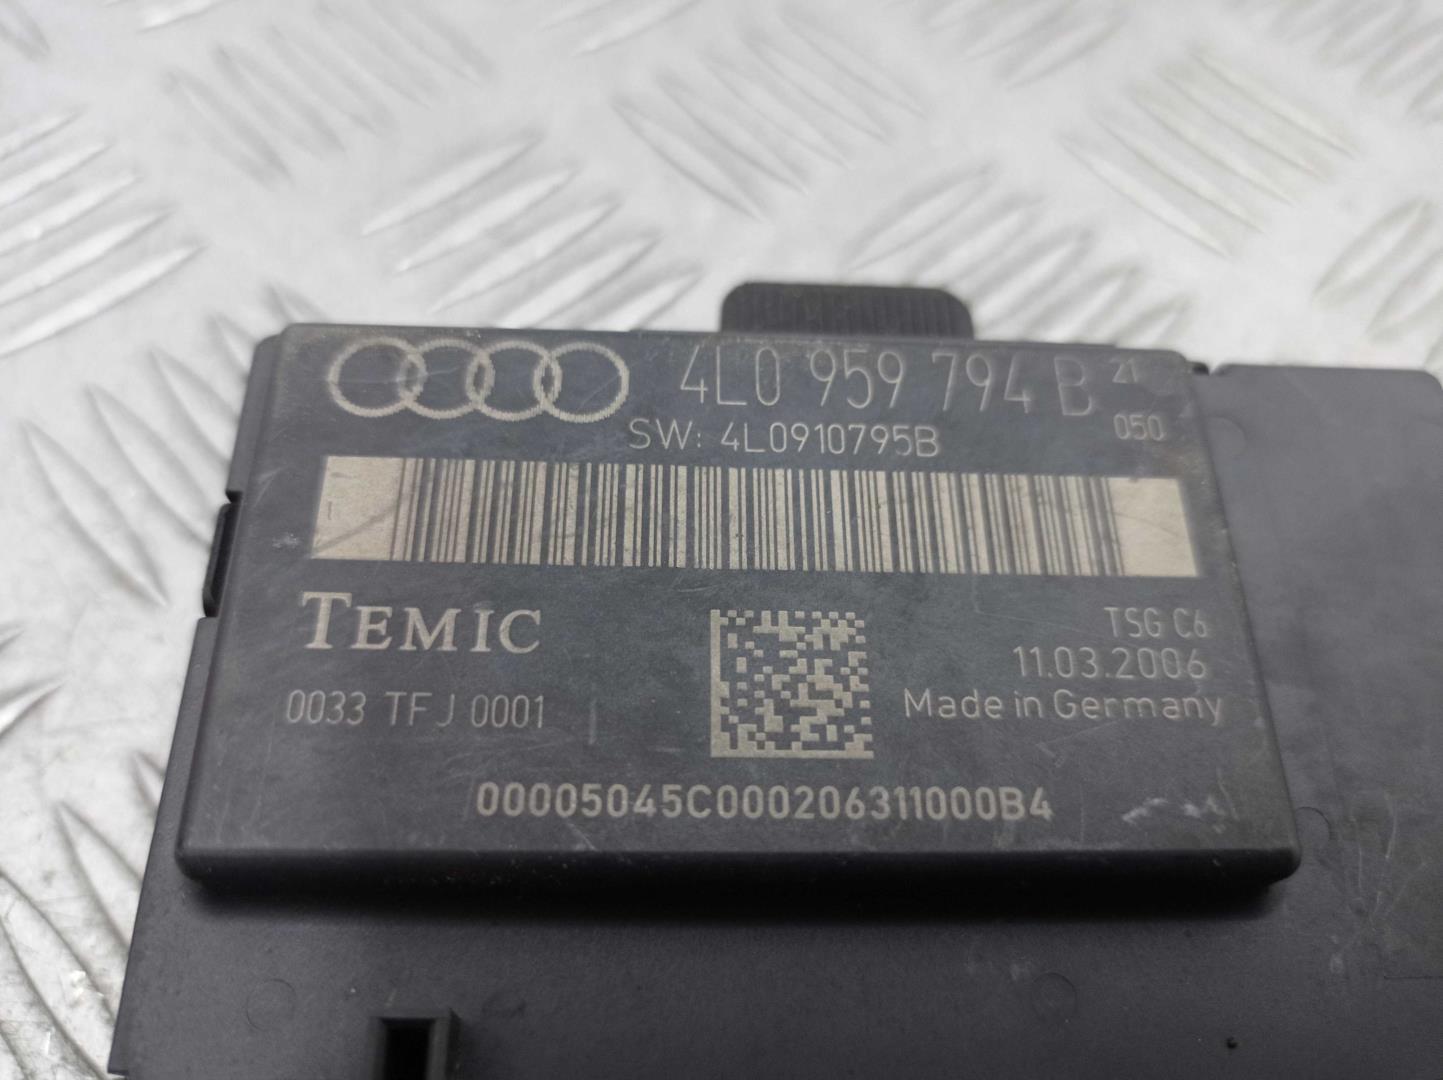 4L0 959 794 B 21
SW: 4L0910795B 050
TEMIC TSG C6
11.03.2006
0033 TFJ 0001 Made in Germany
00005045C000206311000B4